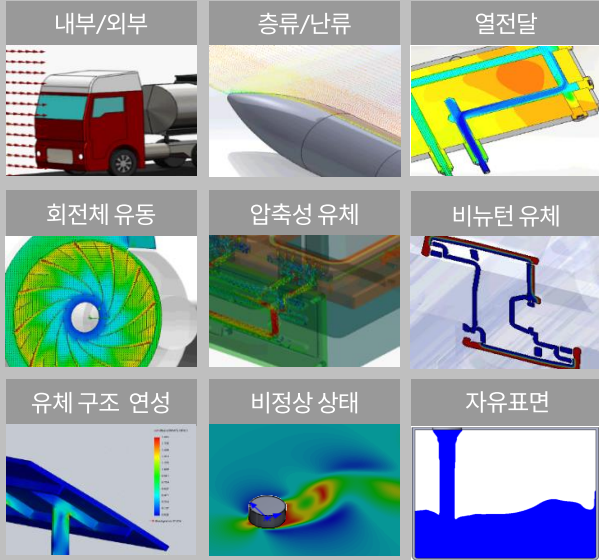 내부/외부
층류/난류
열전달
회전체 유동
압축성 유체
비뉴턴 유체
유체 구조 연성
비정상 상태
자유표면